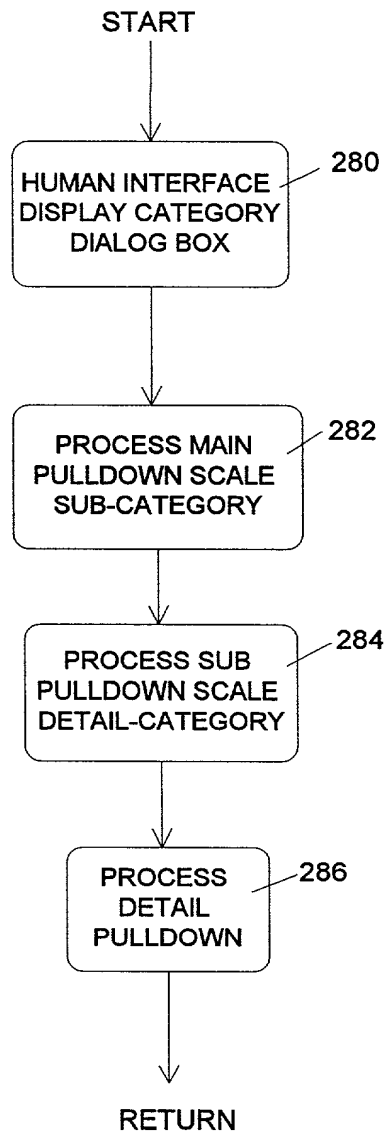 START
280
HUMAN INTERFACE
DISPLAY CATEGORY
DIALOG BOX
282
PROCESS MAIN
PULLDOWN SCALE
SUB-CATEGORY
284
PROCESS SUB
PULLDOWN SCALE
DETAIL-CATEGORY
286
PROCESS
DETAIL
PULLDOWN
RETURN